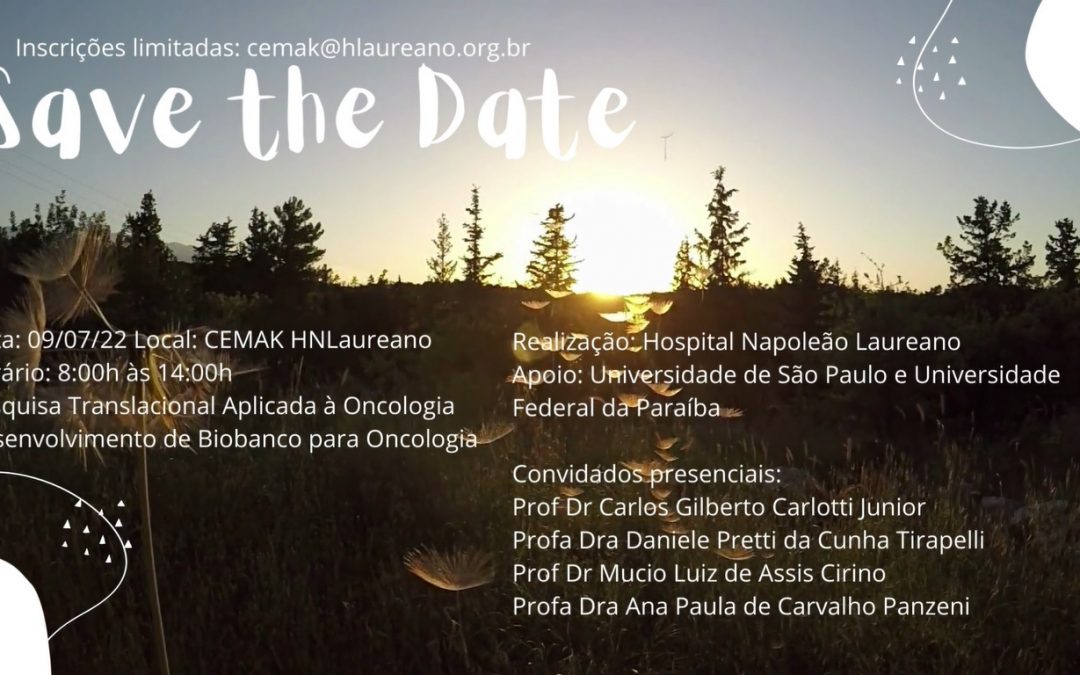 Inscrições limitadas: cemak@hlaureano.org.br
Save the Date
ta: 09/07/22 Local: CEMAK HNLaureano
rário: 8:00h às 14:00h
squisa Translacional Aplicada à Oncologia
senvolvimento de Biobanco para Oncologia
Realização: Hospital Napoleão Laureano
Apoio: Universidade de São Paulo e Universidade
Federal da Paraíba
Convidados presenciais:
Prof Dr Carlos Gilberto Carlotti Junior
Profa Dra Daniele Pretti da Cunha Tirapelli
Prof Dr Mucio Luiz de Assis Cirino
Profa Dra Ana Paula de Carvalho Panzeni